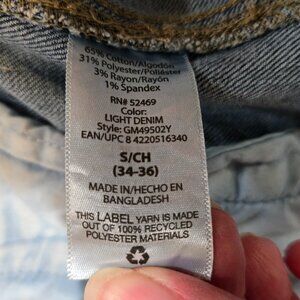 65% Cotton/Algodón
31% Polyester/Poliéster
3% Rayon/Rayón
1% Spandex
RN# 52469
Color:
LIGHT DENIM
Style: GM49502Y
EAN/UPC 8 4220516340
S/CH
(34-36)
MADE IN/HECHO EN
BANGLADESH
THIS LABEL YARN IS MADE
OUT OF 100% RECYCLED
POLYESTER MATERIALS